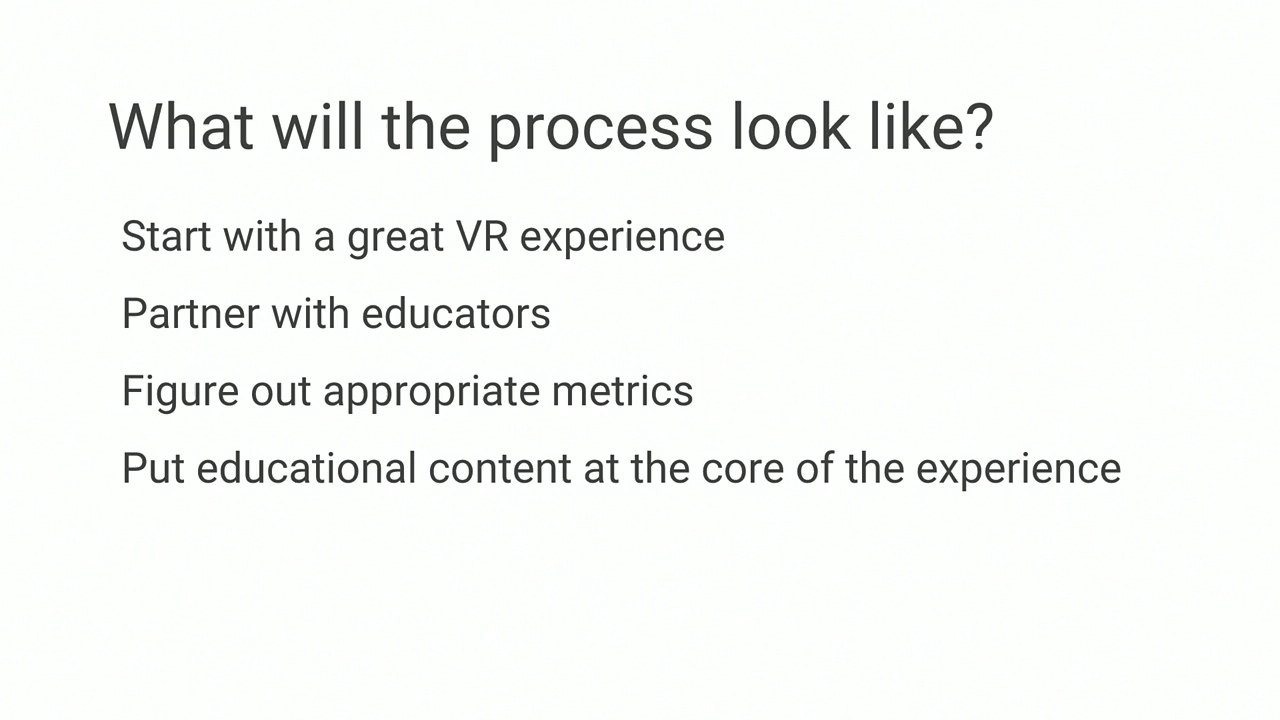 What will the process look like?
Start with a great VR experience
Partner with educators
Figure out appropriate metrics
Put educational content at the core of the experience